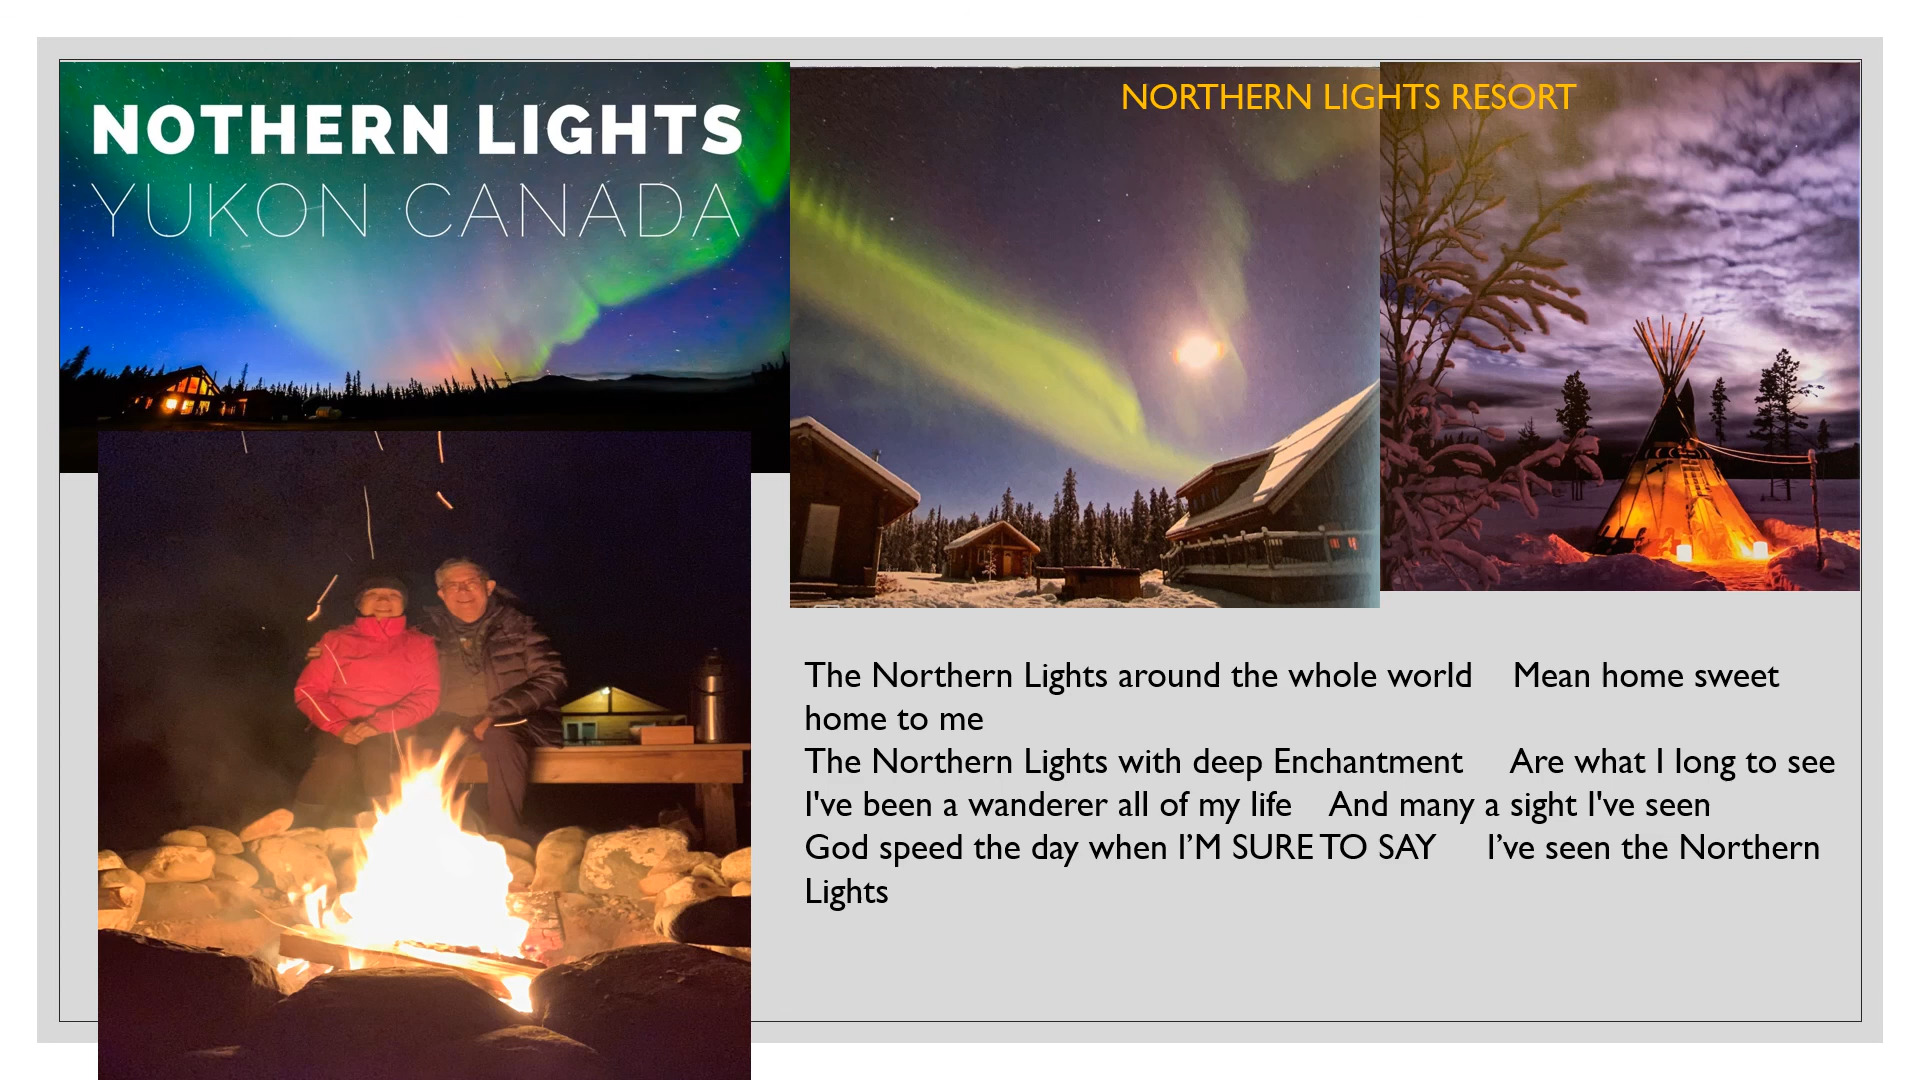 NOTHERN LIGHTS
YUKON CANADA
NORTHERN LIGHTS RESORT
The Northern Lights around the whole world    Mean home sweet
home to me
The Northern Lights with deep Enchantment     Are what I long to see
I've been a wanderer all of my life    And many a sight I've seen
God speed the day when I’M SURE TO SAY     I’ve seen the Northern
Lights